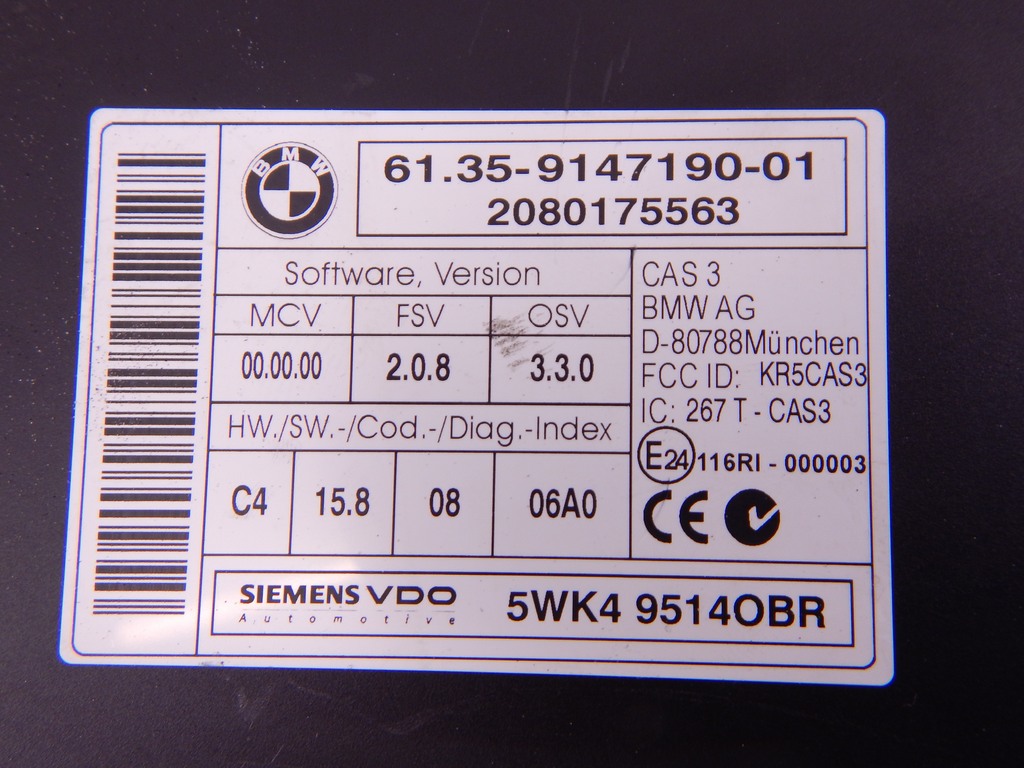 BMW
61.35-9147190-01
2080175563
Software, Version
MCV FSV OSV
00.00.00 2.0.8 3.3.0
HW./SW.-/Cod.-/Diag.-Index
C4 15.8 08 06A0
CAS 3
BMW AG
D-80788München
FCC ID: KR5CAS3
IC: 267 T - CAS3
E24 116RI - 000003
CE
SIEMENS VDO
Automotive
5WK4 9514OBR